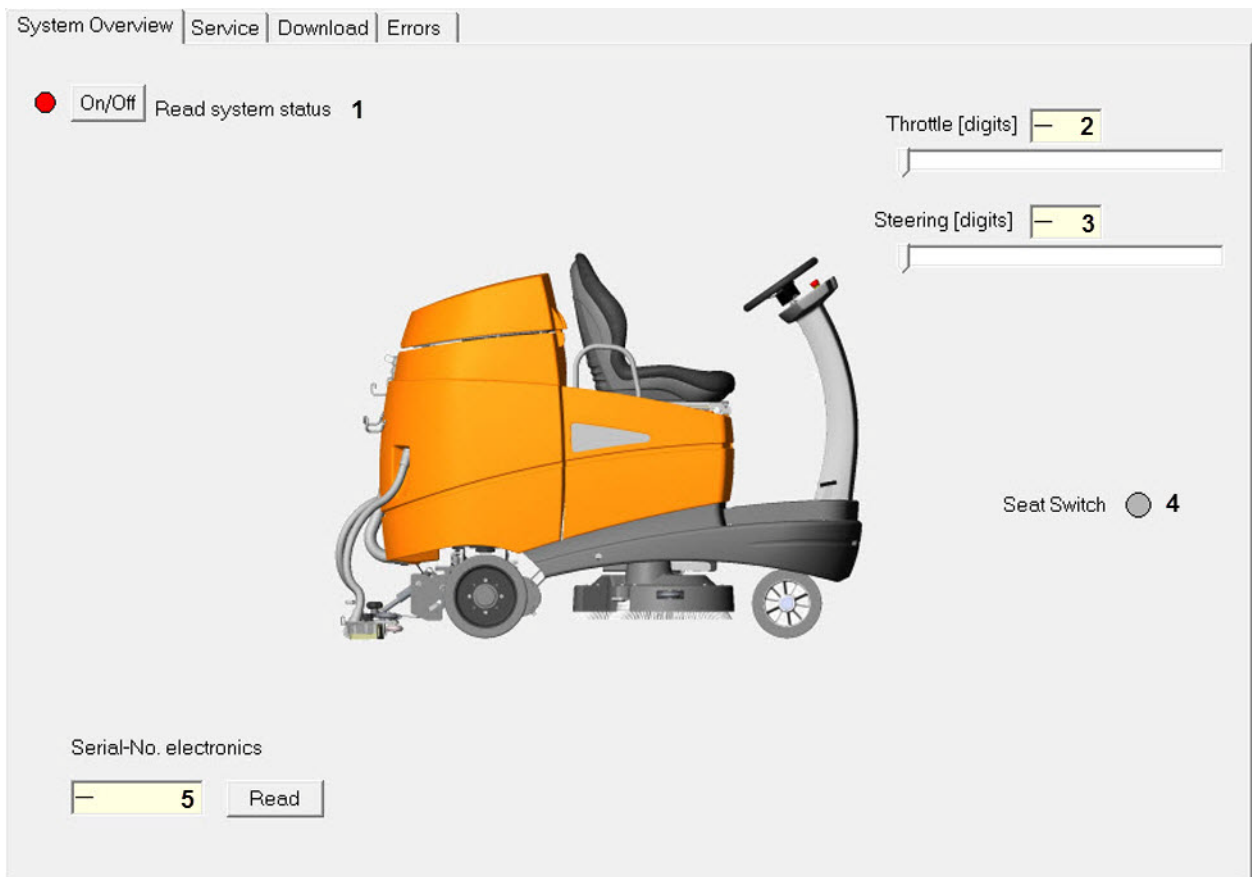 System Overview Service Download Errors
On/Off Read system status 1
Throttle [digits] — 2
Steering [digits] — 3
Seat Switch 4
Serial-No. electronics
— 5 Read